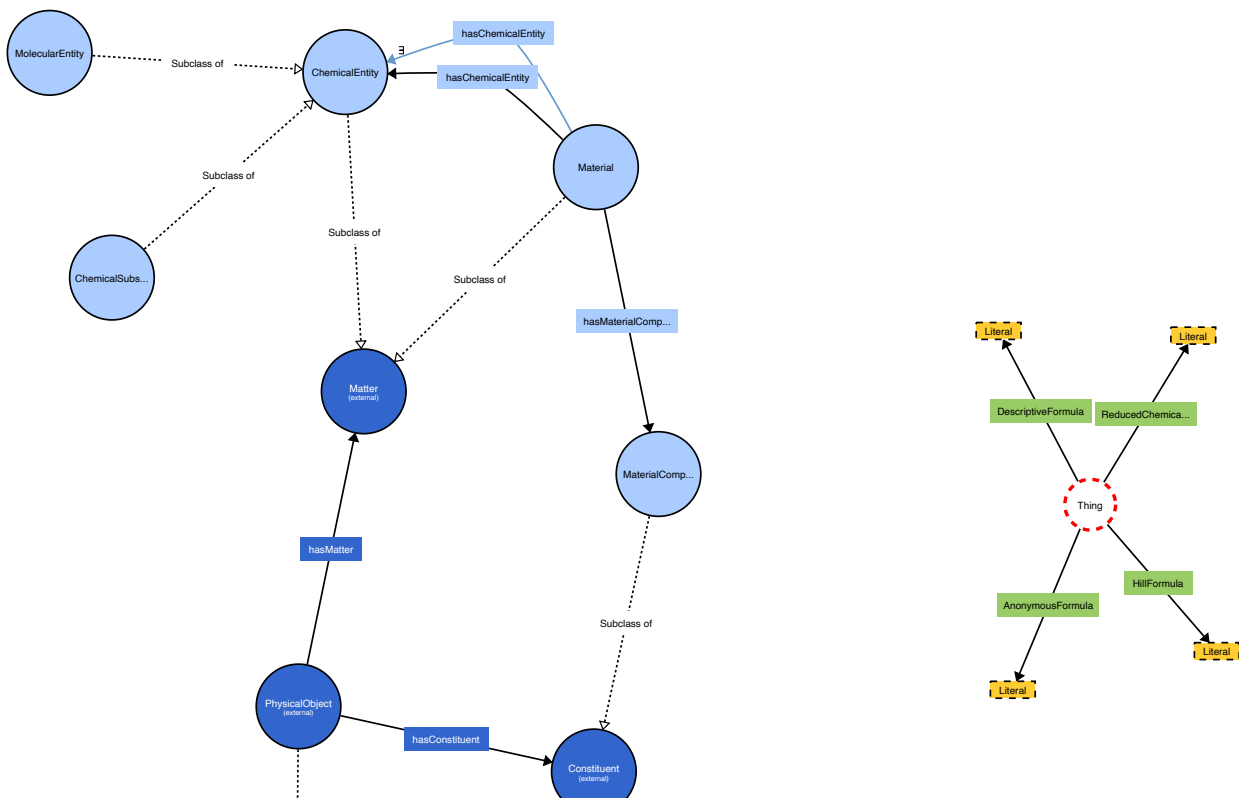 hasChemicalEntity
MolecularEntity
∃
Subclass of
ChemicalEntity
hasChemicalEntity
Material
Subclass of
Subclass of
ChemicalSubs...
Subclass of
hasMaterialComp...
Literal
Literal
Matter
(external)
DescriptiveFormula
ReducedChemica...
MaterialComp...
Thing
hasMatter
HillFormula
AnonymousFormula
Subclass of
Literal
Literal
PhysicalObject
(external)
hasConstituent
Constituent
(external)